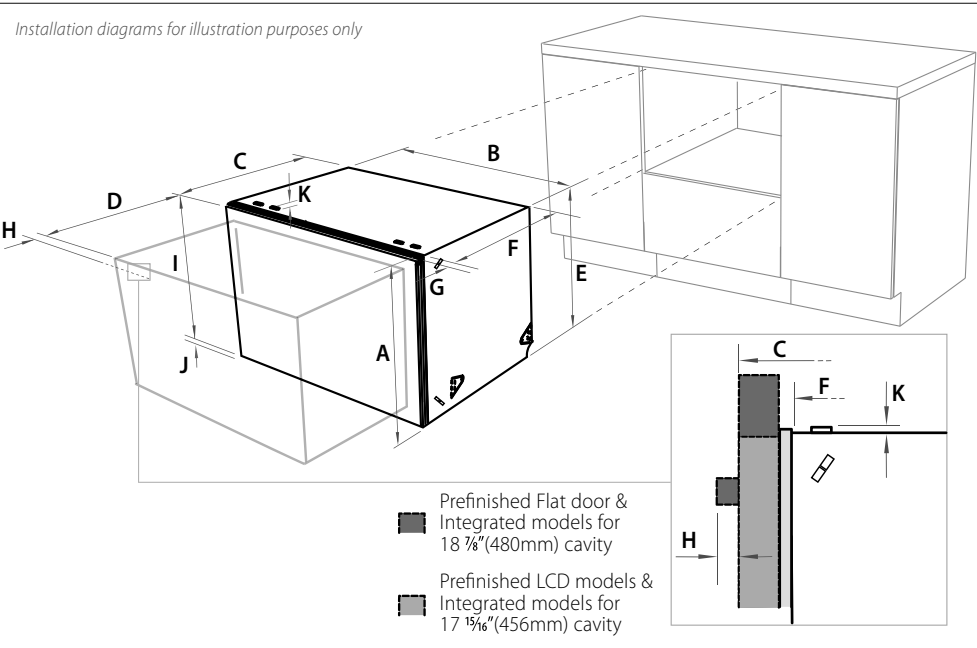 Installation diagrams for illustration purposes only
B
C
K
D
H
F
I
E
G
A
J
C
F
K
H
Prefinished Flat door &
Integrated models for
18 ⅞"(480mm) cavity
Prefinished LCD models &
Integrated models for
17 15/16"(456mm) cavity